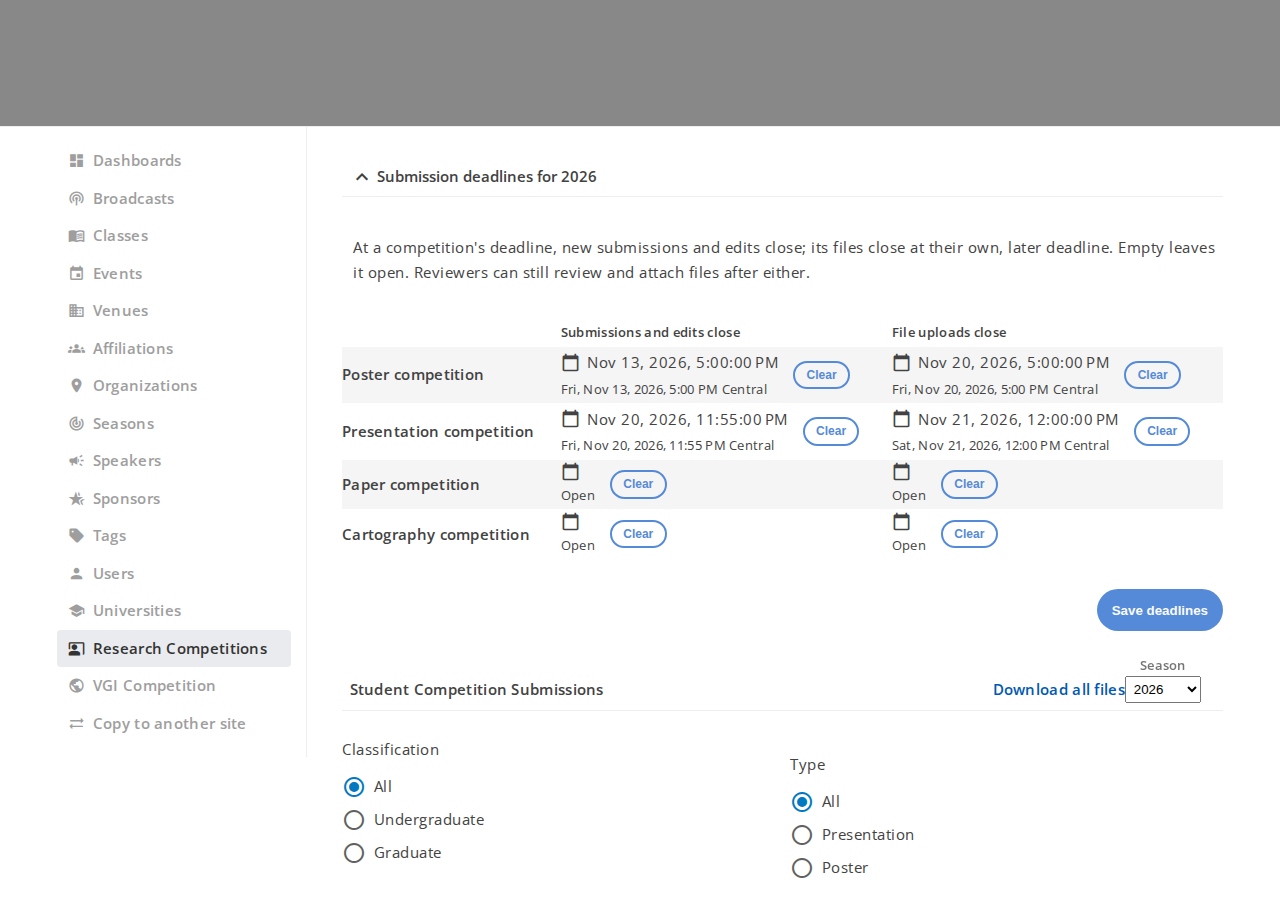 Dashboards
Broadcasts
Classes
Events
Venues
Affiliations
Organizations
Seasons
Speakers
Sponsors
Tags
Users
Universities
Research Competitions
VGI Competition
Copy to another site
Submission deadlines for 2026
At a competition's deadline, new submissions and edits close; its files close at their own, later deadline. Empty leaves
it open. Reviewers can still review and attach files after either.
Submissions and edits close File uploads close
Poster competition Nov 13, 2026, 5:00:00 PM Clear Nov 20, 2026, 5:00:00 PM Clear
Fri, Nov 13, 2026, 5:00 PM Central Fri, Nov 20, 2026, 5:00 PM Central
Presentation competition Nov 20, 2026, 11:55:00 PM Clear Nov 21, 2026, 12:00:00 PM Clear
Fri, Nov 20, 2026, 11:55 PM Central Sat, Nov 21, 2026, 12:00 PM Central
Paper competition Open Clear Open Clear
Cartography competition Open Clear Open Clear
Save deadlines
Season
Student Competition Submissions Download all files 2026
Classification
All
Undergraduate
Graduate
Type
All
Presentation
Poster